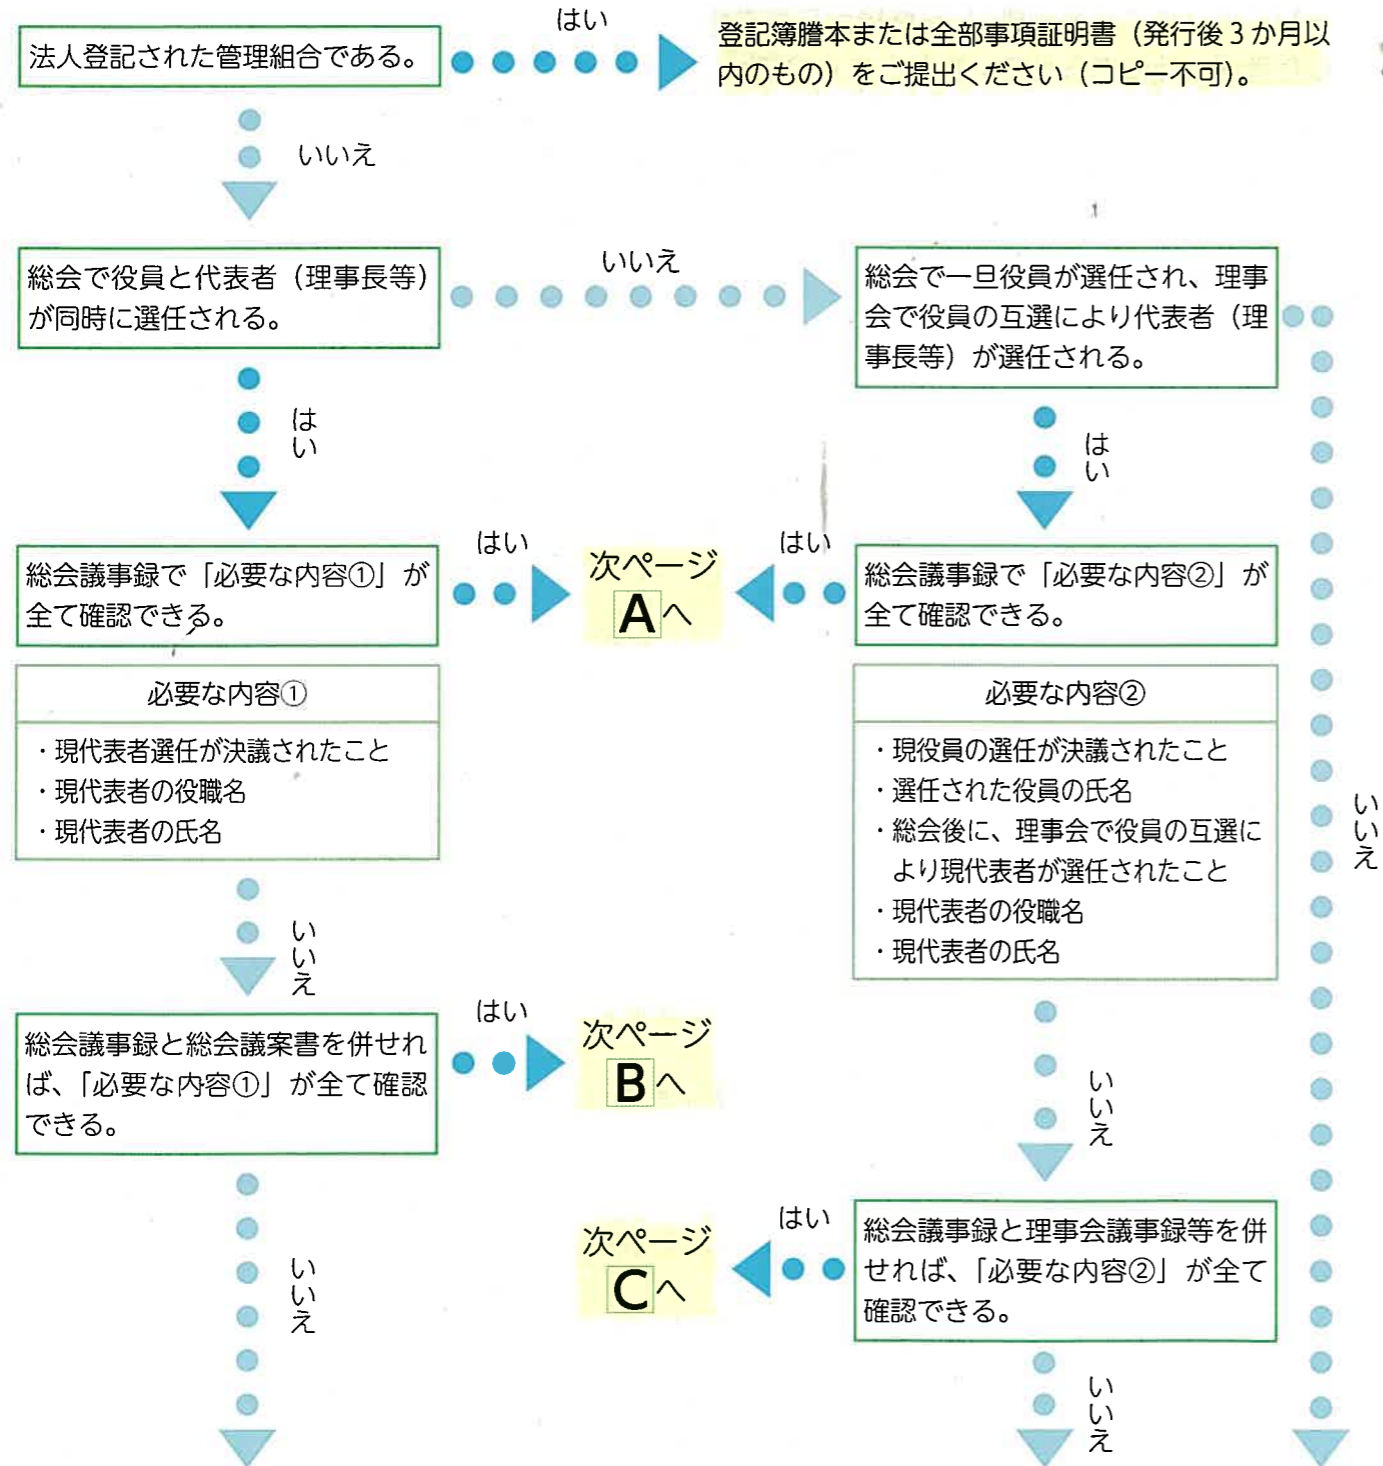 はい
法人登記された管理組合である。
登記簿謄本または全部事項証明書（発行後３か月以
内のもの）をご提出ください（コピー不可）。
いいえ
総会で役員と代表者（理事長等）
が同時に選任される。
いいえ
総会で一旦役員が選任され、理事
会で役員の互選により代表者（理
事長等）が選任される。
はい
はい
いいえ
総会議事録で「必要な内容①」が
全て確認できる。
はい
次ページ
Aへ
はい
総会議事録で「必要な内容②」が
全て確認できる。
必要な内容①
・現代表者選任が決議されたこと
・現代表者の役職名
・現代表者の氏名
必要な内容②
・現役員の選任が決議されたこと
・選任された役員の氏名
・総会後に、理事会で役員の互選に
より現代表者が選任されたこと
・現代表者の役職名
・現代表者の氏名
いいえ
総会議事録と総会議案書を併せれ
ば、「必要な内容①」が全て確認
できる。
はい
次ページ
Bへ
いいえ
次ページ
Cへ
はい
総会議事録と理事会議事録等を併
せれば、「必要な内容②」が全て
確認できる。
いいえ
いいえ